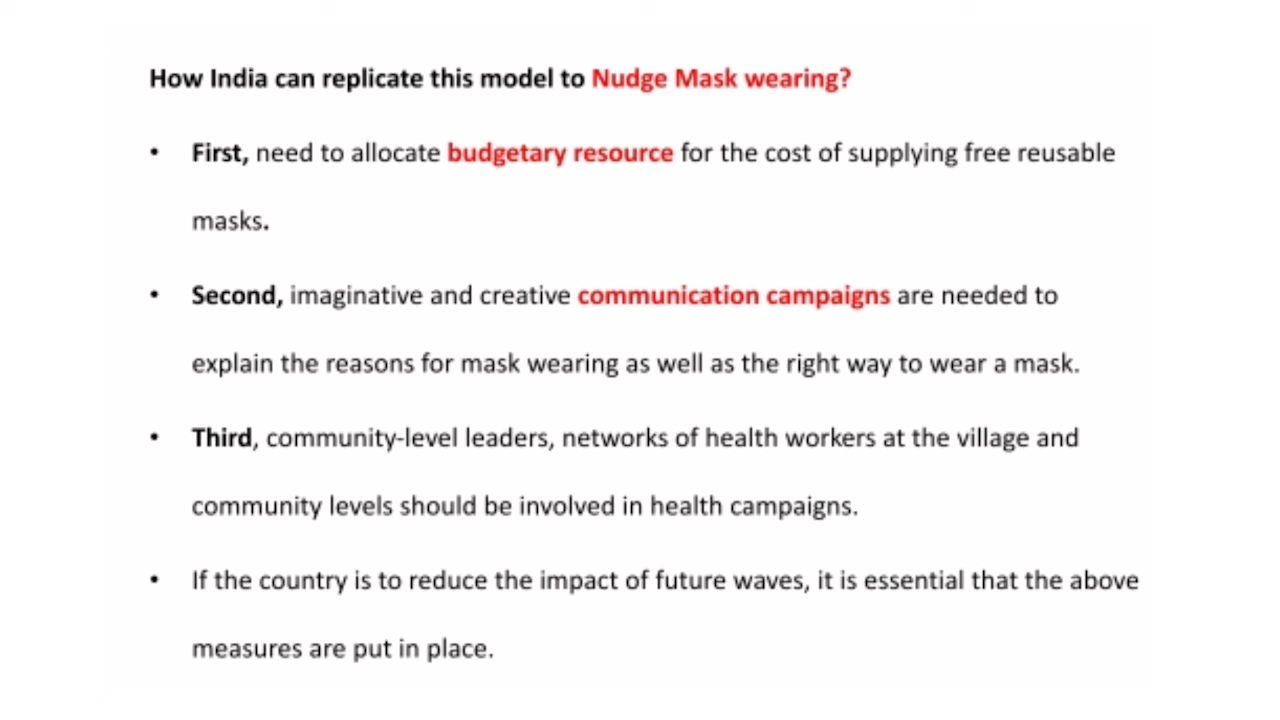 How India can replicate this model to Nudge Mask wearing?
• First, need to allocate budgetary resource for the cost of supplying free reusable
masks.
• Second, imaginative and creative communication campaigns are needed to
explain the reasons for mask wearing as well as the right way to wear a mask.
• Third, community-level leaders, networks of health workers at the village and
community levels should be involved in health campaigns.
• If the country is to reduce the impact of future waves, it is essential that the above
measures are put in place.